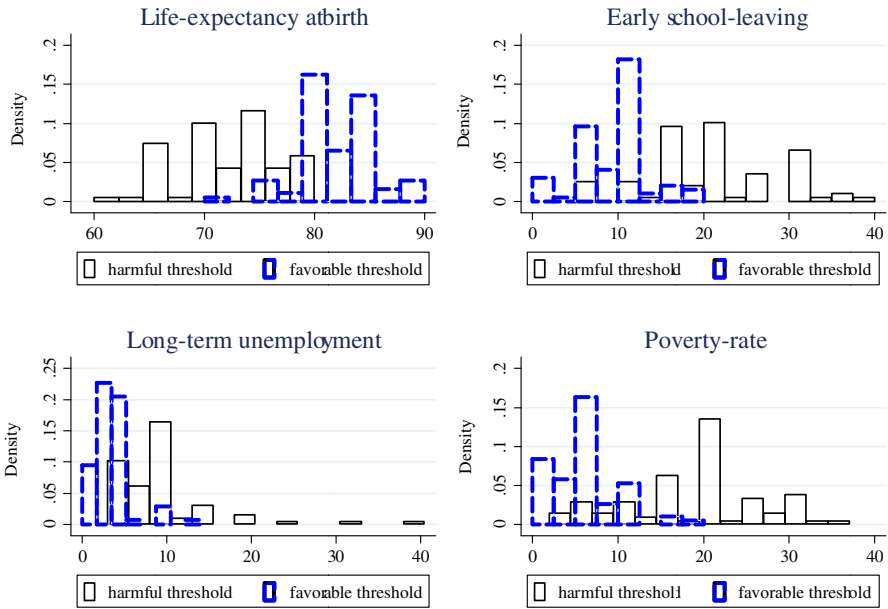 Life-expectancy at birth
Early school-leaving
Density
.2
.15
.1
.05
0
60 70 80 90
harmful threshold favorable threshold
Density
.2
.15
.1
.05
0
0 10 20 30 40
harmful threshold favorable threshold
Long-term unemployment
Poverty-rate
Density
.25
.2
.15
.1
.05
0
0 10 20 30 40
harmful threshold favorable threshold
Density
.2
.15
.1
.05
0
0 10 20 30 40
harmful threshold favorable threshold